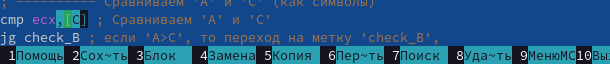 ; ---------- Сравниваем 'A' и 'C' (как символы)
cmp ecx,[C] ; Сравниваем 'A' и 'C'
jg check_B ; если 'A>C', то переход на метку 'check_B',
1Помощь 2Сох~ть 3Блок 4Замена 5Копия 6Пер~ть 7Поиск 8Уда~ть 9МенюМС 10Вы